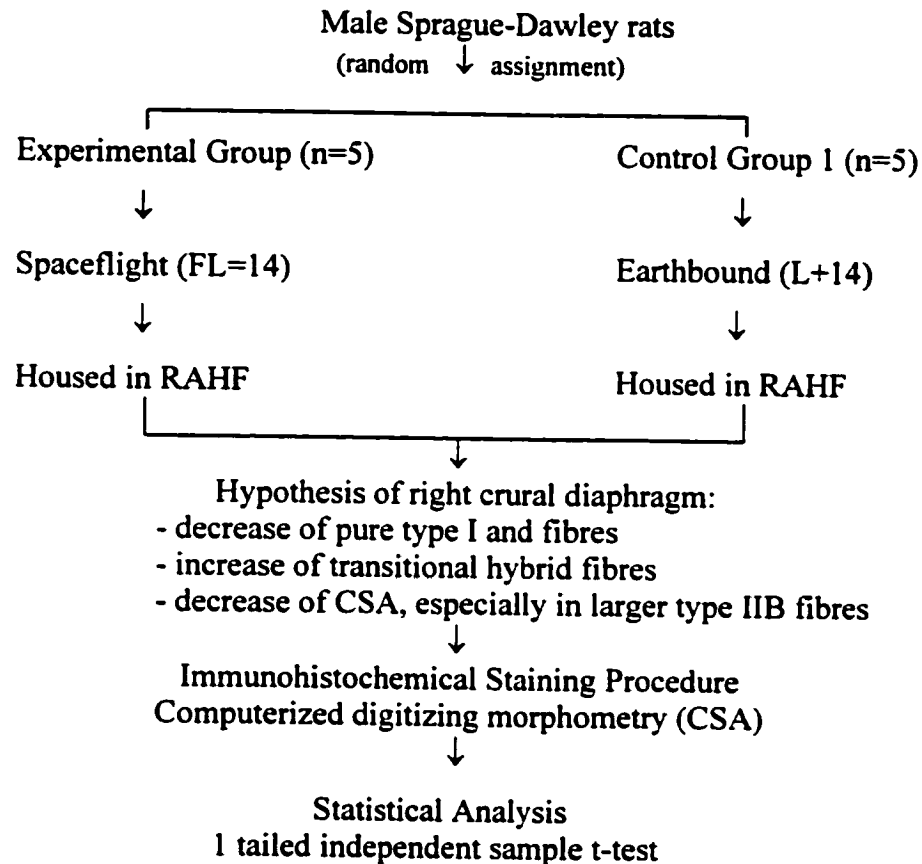 Male Sprague-Dawley rats
(random ↓ assignment)
Experimental Group (n=5)
Control Group 1 (n=5)
↓
↓
Spaceflight (FL=14)
Earthbound (L+14)
↓
↓
Housed in RAHF
Housed in RAHF
↓
Hypothesis of right crural diaphragm:
- decrease of pure type I and fibres
- increase of transitional hybrid fibres
- decrease of CSA, especially in larger type IIB fibres
↓
Immunohistochemical Staining Procedure
Computerized digitizing morphometry (CSA)
↓
Statistical Analysis
1 tailed independent sample t-test